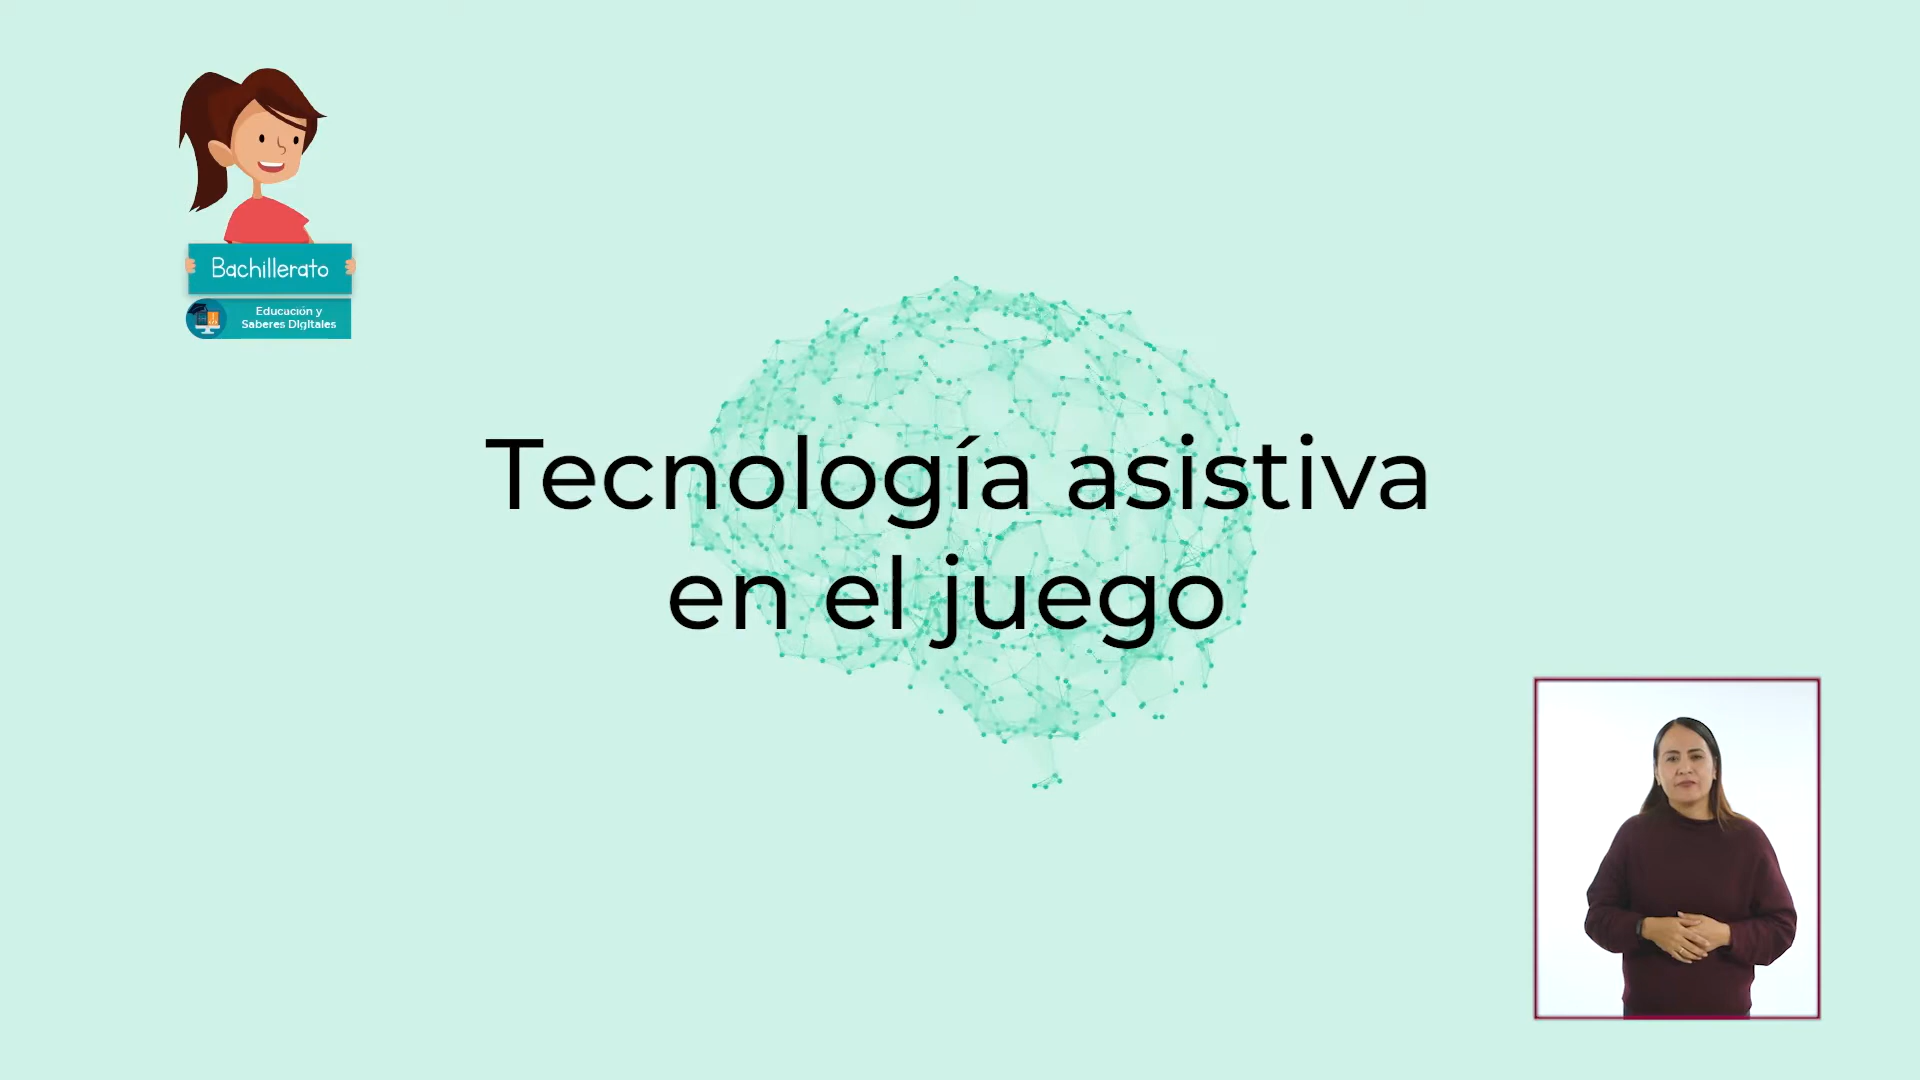 Bachillerato
Educación y
Saberes Digitales
Tecnología asistiva
en el juego